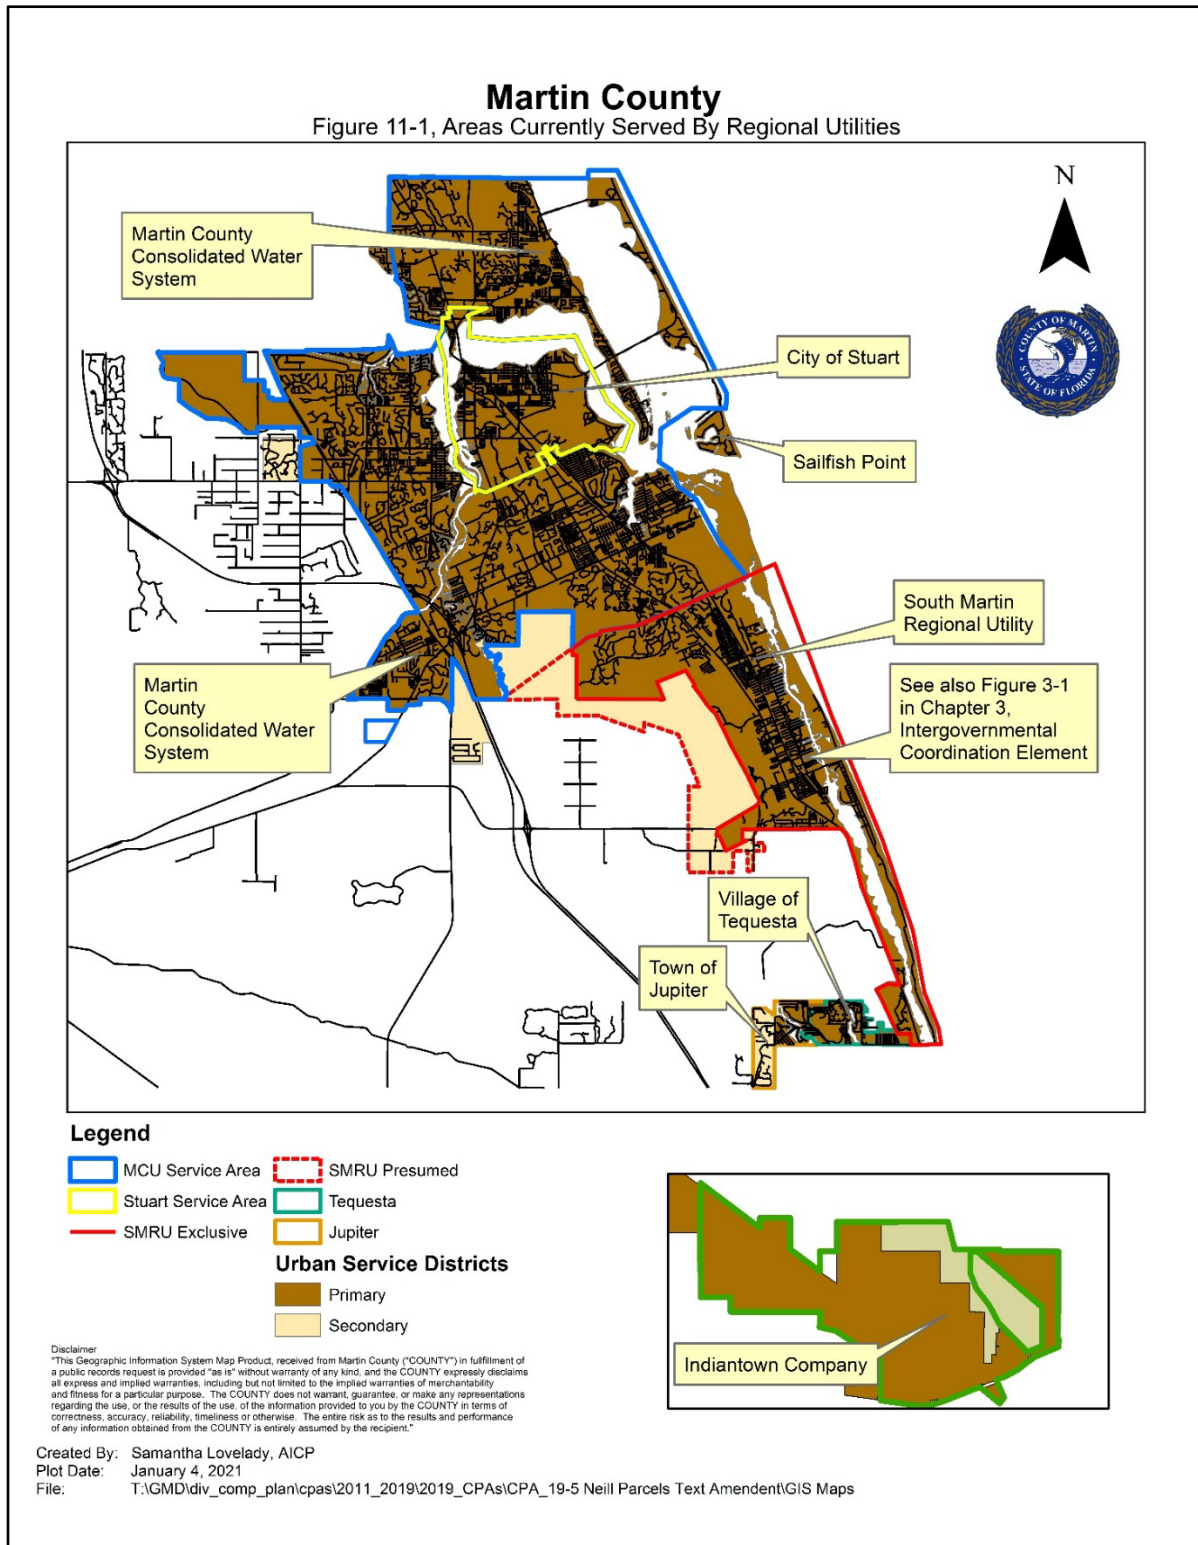 Martin County
Figure 11-1, Areas Currently Served By Regional Utilities
N
Martin County
Consolidated Water
System
COUNTY OF MARTIN
STATE OF FLORIDA
City of Stuart
Sailfish Point
South Martin
Regional Utility
Martin
County
Consolidated Water
System
See also Figure 3-1
in Chapter 3,
Intergovernmental
Coordination Element
Village of
Tequesta
Town of
Jupiter
Legend
MCU Service Area
SMRU Presumed
Stuart Service Area
Tequesta
SMRU Exclusive
Jupiter
Urban Service Districts
Primary
Secondary
Indiantown Company
Disclaimer
"This Geographic Information System Map Product, received from Martin County ("COUNTY") in fullfillment of
a public records request is provided "as is" without warranty of any kind, and the COUNTY expressly disclaims
all express and implied warranties, including but not limited to the implied warranties of merchantability
and fitness for a particular purpose. The COUNTY does not warrant, guarantee, or make any representations
regarding the use, or the results of the use, of the information provided to you by the COUNTY in terms of
correctness, accuracy, reliability, timeliness or otherwise. The entire risk as to the results and performance
of any information obtained from the COUNTY is entirely assumed by the recipient."
Created By: Samantha Lovelady, AICP
Plot Date: January 4, 2021
File: T:\GMD\div_comp_plan\cpas\2011_2019\2019_CPAs\CPA_19-5 Neill Parcels Text Amendent\GIS Maps